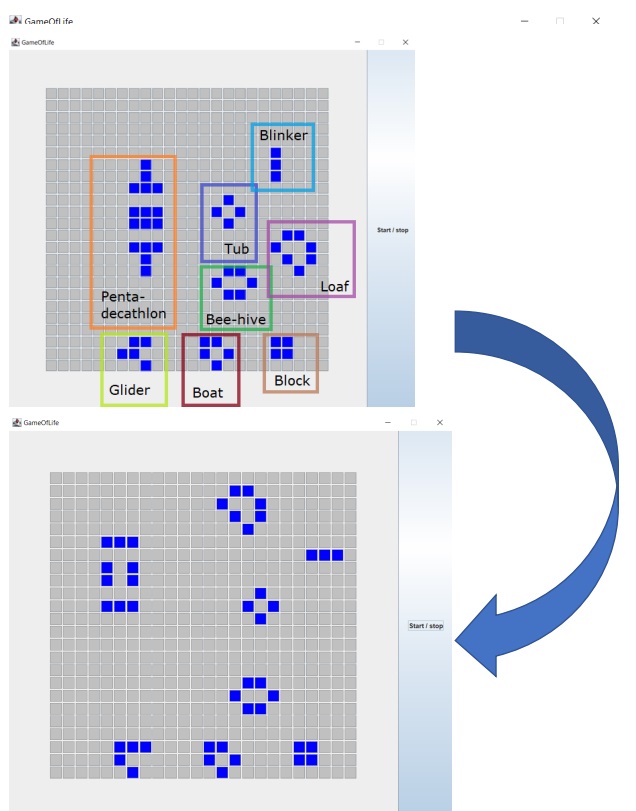 GameOfLife
GameOfLife
Blinker
Start / stop
Tub
Loaf
Penta-
decathlon
Bee-hive
Glider
Boat
Block
GameOfLife
Start / stop